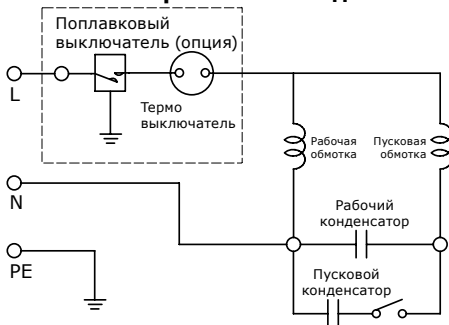 Поплавковый
выключатель (опция)
L
Термо
выключатель
Рабочая
обмотка
Пусковая
обмотка
N
Рабочий
конденсатор
PE
Пусковой
конденсатор